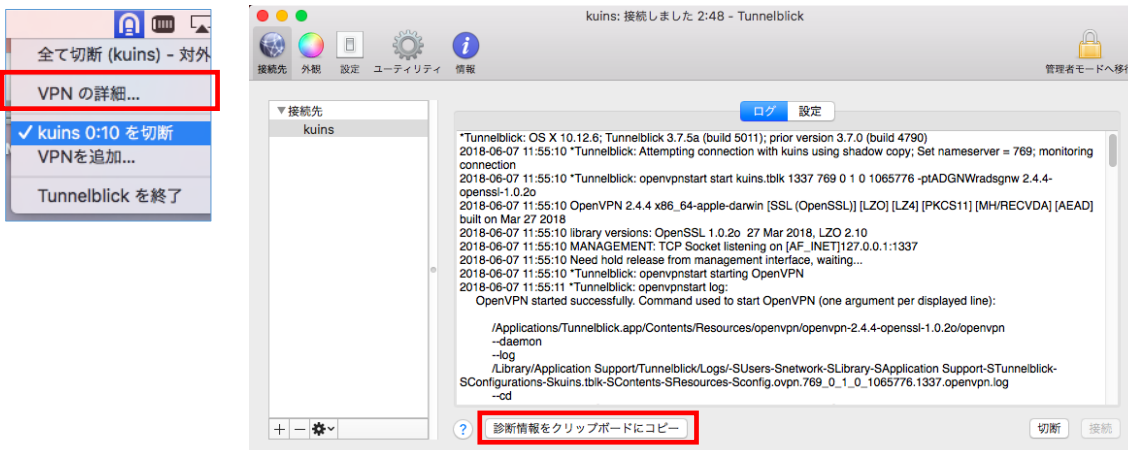 全て切断 (kuins) – 対外
VPN の詳細...
✓ kuins 0:10 を切断
VPNを追加...
Tunnelblick を終了
kuins: 接続しました 2:48 - Tunnelblick
接続先 外観 設定 ユーティリティ 情報
管理者モードへ移行
▼接続先
kuins
ログ 設定
*Tunnelblick: OS X 10.12.6; Tunnelblick 3.7.5a (build 5011); prior version 3.7.0 (build 4790)
2018-06-07 11:55:10 *Tunnelblick: Attempting connection with kuins using shadow copy; Set nameserver = 769; monitoring
connection
2018-06-07 11:55:10 *Tunnelblick: openvpnstart start kuins.tblk 1337 769 0 1 0 1065776 -ptADGNWradsgnw 2.4.4-
openssl-1.0.2o
2018-06-07 11:55:10 OpenVPN 2.4.4 x86_64-apple-darwin [SSL (OpenSSL)] [LZO] [LZ4] [PKCS11] [MH/RECVDA] [AEAD]
built on Mar 27 2018
2018-06-07 11:55:10 library versions: OpenSSL 1.0.2o  27 Mar 2018, LZO 2.10
2018-06-07 11:55:10 MANAGEMENT: TCP Socket listening on [AF_INET]127.0.0.1:1337
2018-06-07 11:55:10 Need hold release from management interface, waiting...
2018-06-07 11:55:10 *Tunnelblick: openvpnstart starting OpenVPN
2018-06-07 11:55:11 *Tunnelblick: openvpnstart log:
OpenVPN started successfully. Command used to start OpenVPN (one argument per displayed line):
/Applications/Tunnelblick.app/Contents/Resources/openvpn/openvpn-2.4.4-openssl-1.0.2o/openvpn
--daemon
--log
/Library/Application Support/Tunnelblick/Logs/-SUsers-Snetwork-SLibrary-SApplication Support-STunnelblick-
SConfigurations-Skuins.tblk-SContents-SResources-Sconfig.ovpn.769_0_1_0_1065776.1337.openvpn.log
--cd
? 診断情報をクリップボードにコピー 切断 接続